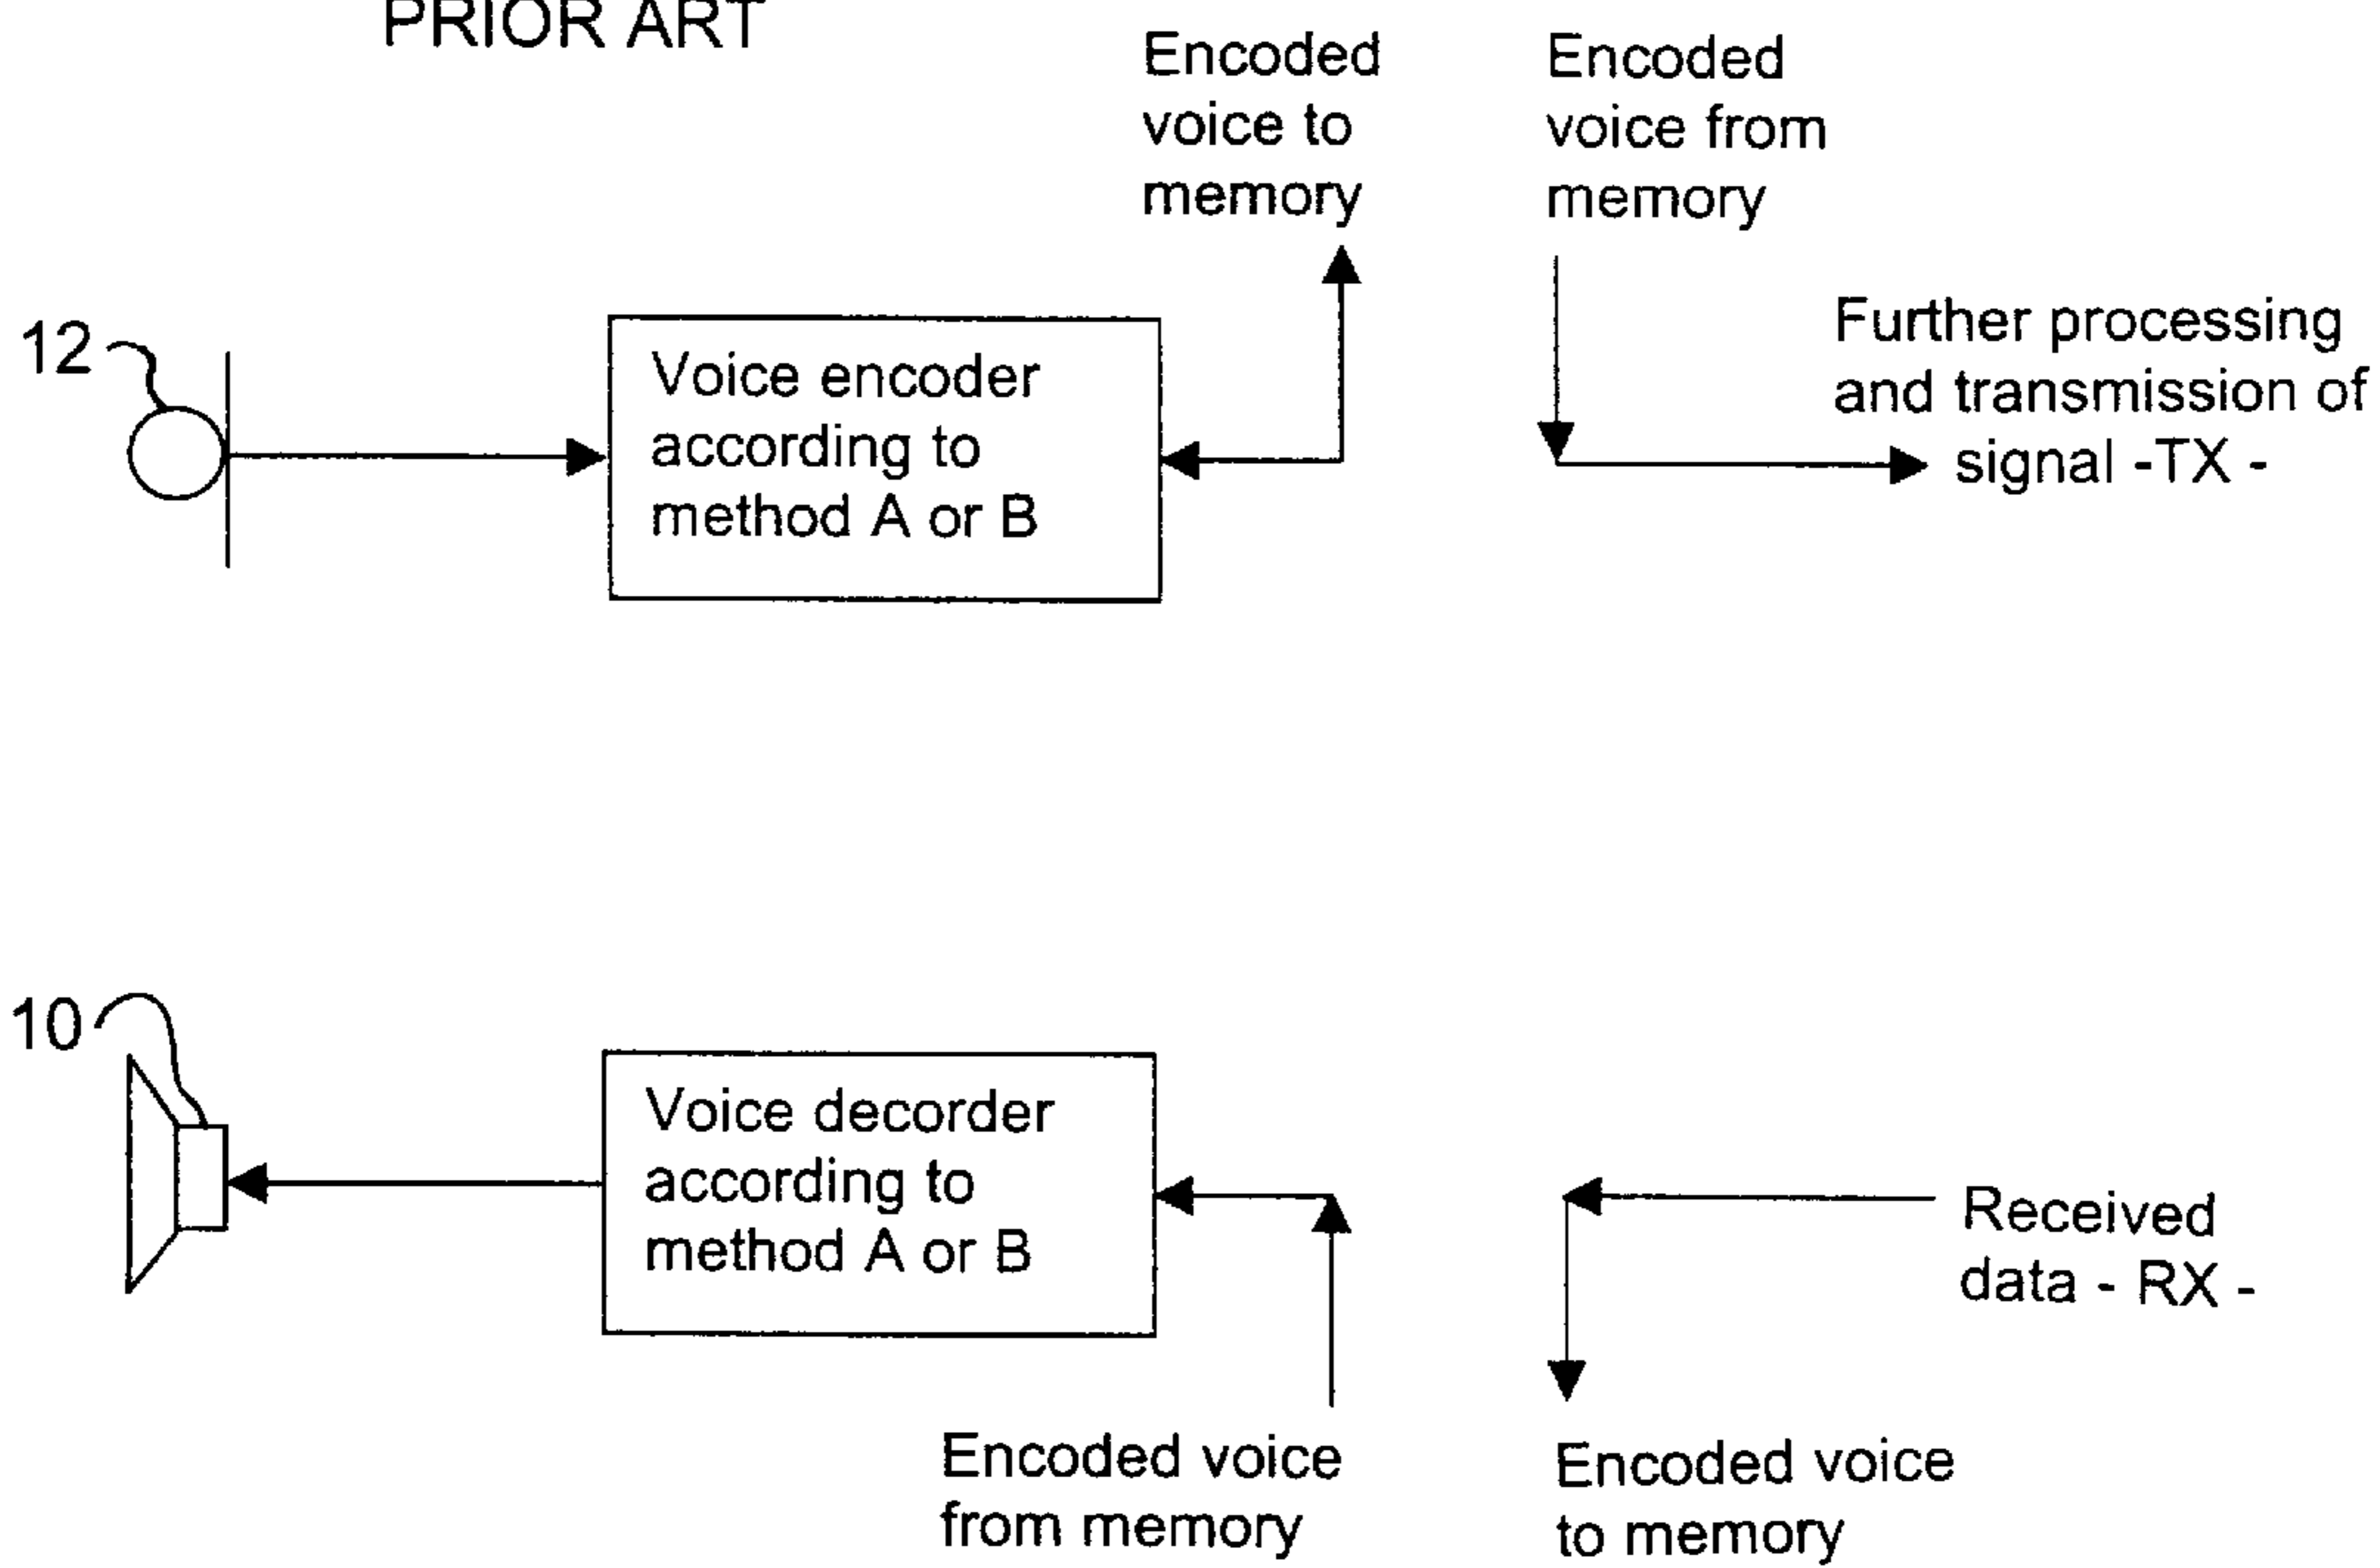 PRIOR ART
Encoded
voice to
memory
Encoded
voice from
memory
12
Voice encoder
according to
method A or B
Further processing
and transmission of
signal -TX -
10
Voice decorder
according to
method A or B
Received
data - RX -
Encoded voice
from memory
Encoded voice
to memory